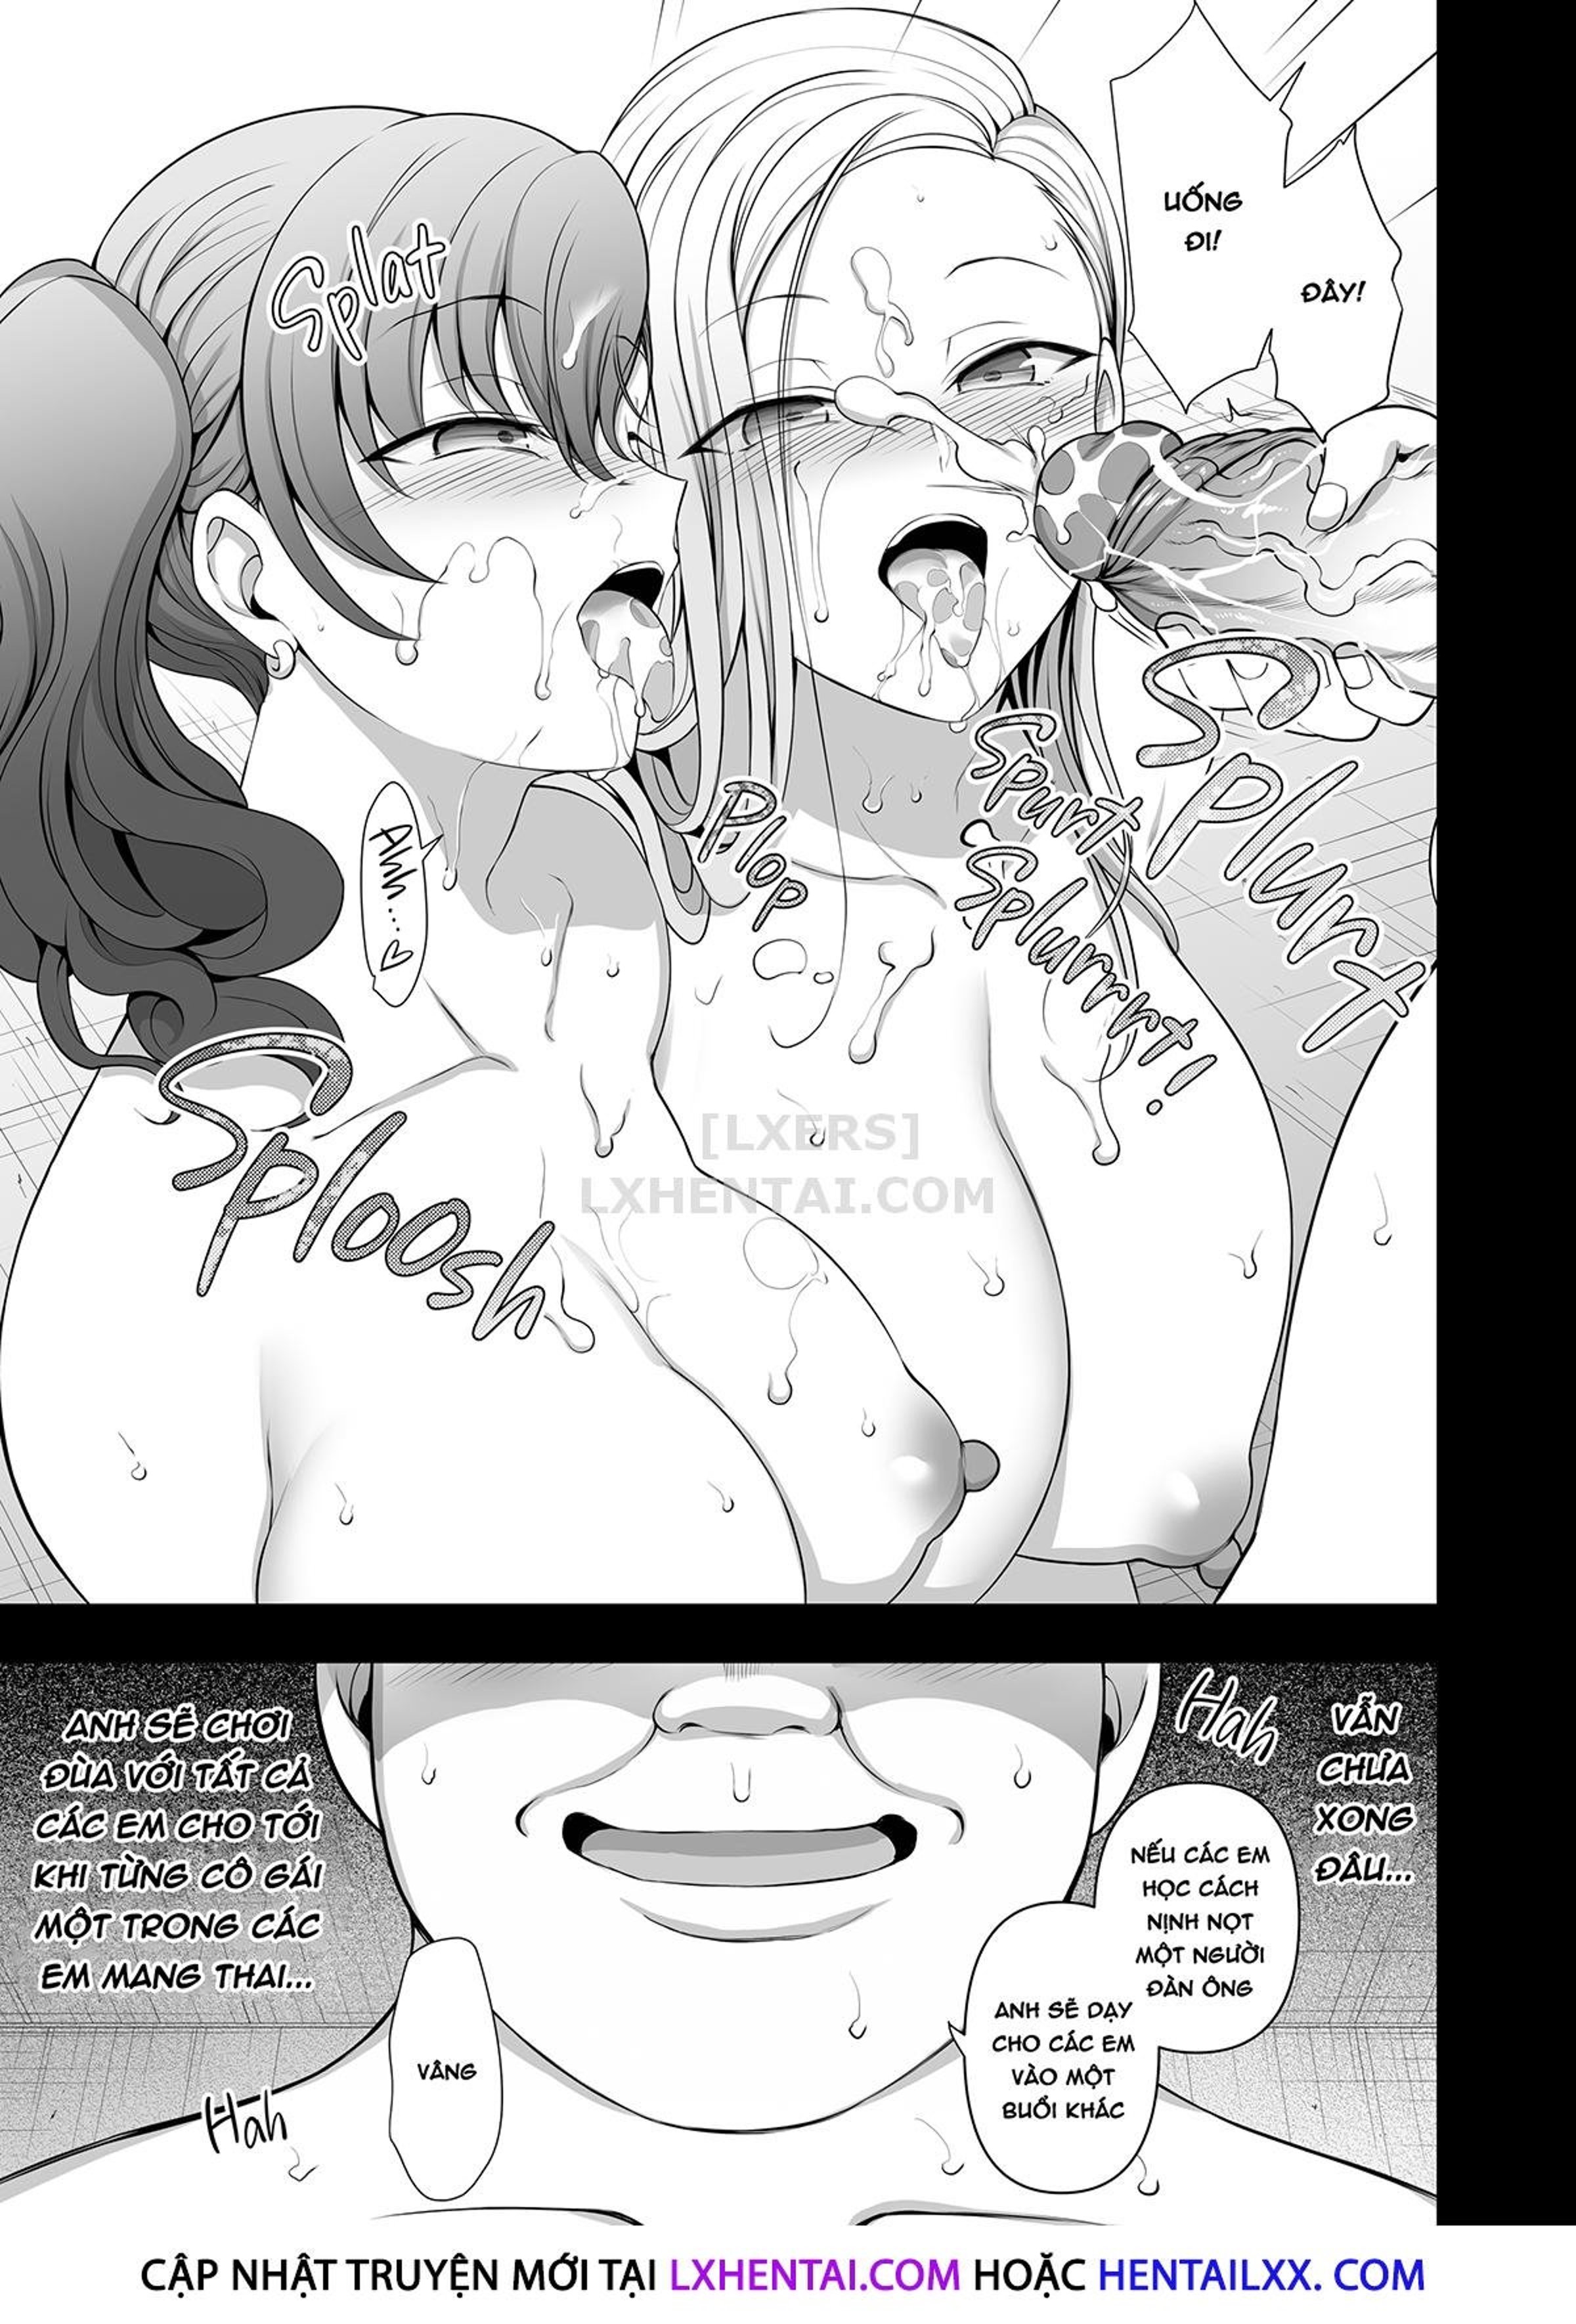 UỐNG
ĐI!
ĐÂY!
Splat
Splurt
Spurt
Splurrrt!
Plop
Ahh...♡
Sploosh
[LXERS]
LXHENTAI.COM
VẪN
CHƯA
XONG
ĐÂU...
Hah
NẾU CÁC EM
HỌC CÁCH
NỊNH NỌT
MỘT NGƯỜI
ĐÀN ÔNG
ANH SẼ DẠY
CHO CÁC EM
VÀO MỘT
BUỔI KHÁC
VÂNG
Hah
ANH SẼ CHƠI
ĐÙA VỚI TẤT CẢ
CÁC EM CHO TỚI
KHI TỪNG CÔ GÁI
MỘT TRONG CÁC
EM MANG THAI...
CẬP NHẬT TRUYỆN MỚI TẠI LXHENTAI.COM HOẶC HENTAILXX. COM